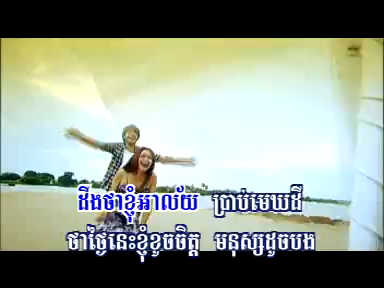 ដឹងថាខ្ញុំអាល័យ ប្រាប់មេឃដី
ថាថ្ងៃនេះខ្ញុំខូចចិត្ត មនុស្សដូចបង